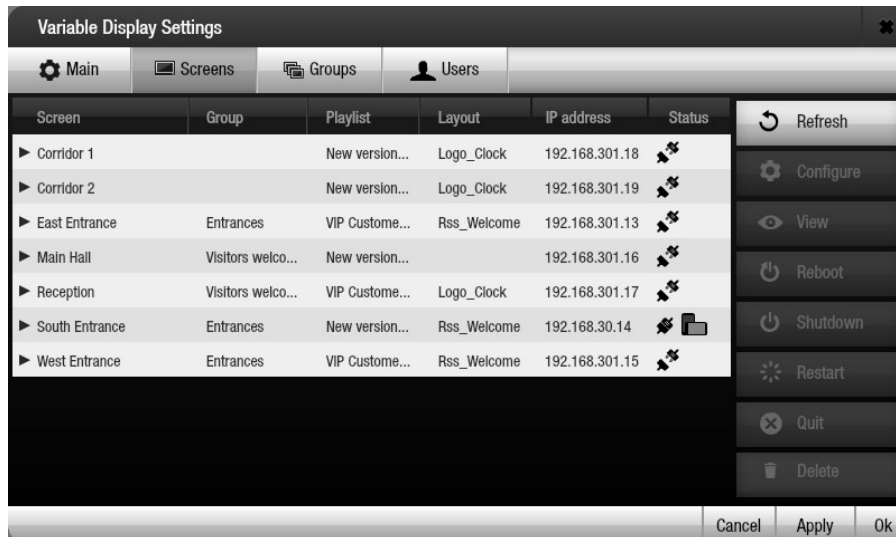 Variable Display Settings
Main Screens Groups Users
Screen Group Playlist Layout IP address Status
Corridor 1 New version... Logo_Clock 192.168.301.18
Corridor 2 New version... Logo_Clock 192.168.301.19
East Entrance Entrances VIP Custome... Rss_Welcome 192.168.301.13
Main Hall Visitors welco... New version... 192.168.301.16
Reception Visitors welco... VIP Custome... Logo_Clock 192.168.301.17
South Entrance Entrances New version... Rss_Welcome 192.168.30.14
West Entrance Entrances VIP Custome... Rss_Welcome 192.168.301.15
Refresh
Configure
View
Reboot
Shutdown
Restart
Quit
Delete
Cancel Apply Ok